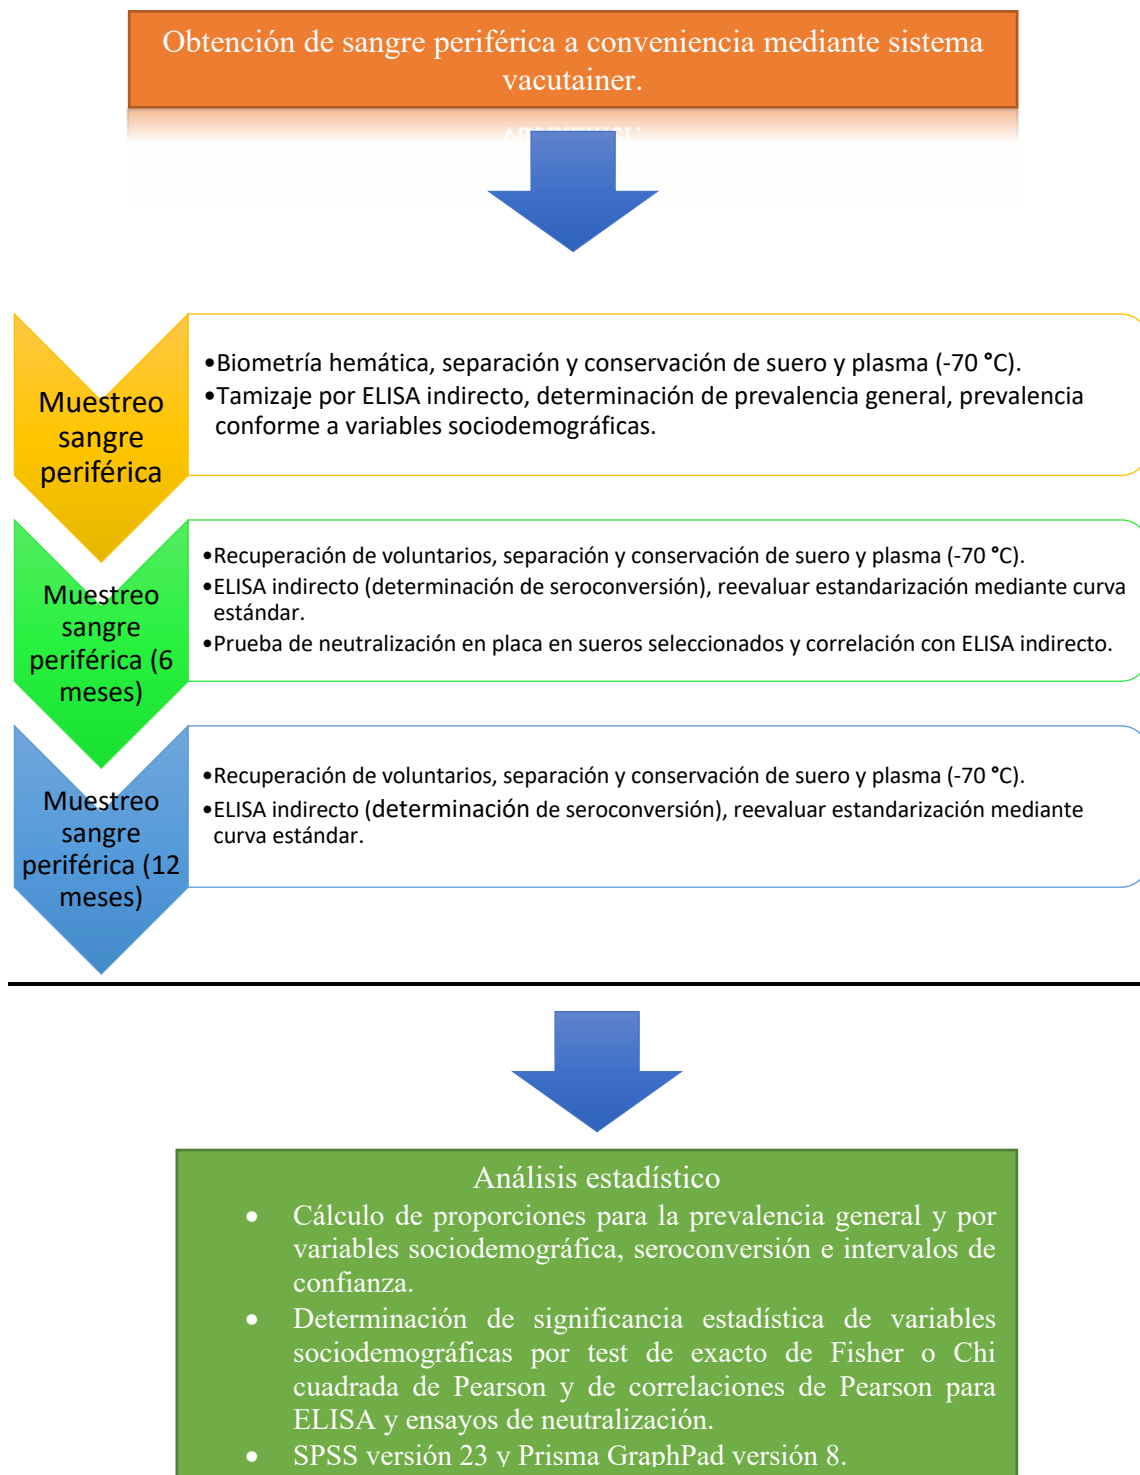 Obtención de sangre periférica a conveniencia mediante sistema
vacutainer.
Muestreo
sangre
periférica
•Biometría hemática, separación y conservación de suero y plasma (-70 °C).
•Tamizaje por ELISA indirecto, determinación de prevalencia general, prevalencia
conforme a variables sociodemográficas.
Muestreo
sangre
periférica (6
meses)
•Recuperación de voluntarios, separación y conservación de suero y plasma (-70 °C).
•ELISA indirecto (determinación de seroconversión), reevaluar estandarización mediante curva
estándar.
•Prueba de neutralización en placa en sueros seleccionados y correlación con ELISA indirecto.
Muestreo
sangre
periférica (12
meses)
•Recuperación de voluntarios, separación y conservación de suero y plasma (-70 °C).
•ELISA indirecto (determinación de seroconversión), reevaluar estandarización mediante
curva estándar.
Análisis estadístico
• Cálculo de proporciones para la prevalencia general y por
variables sociodemográfica, seroconversión e intervalos de
confianza.
• Determinación de significancia estadística de variables
sociodemográficas por test de exacto de Fisher o Chi
cuadrada de Pearson y de correlaciones de Pearson para
ELISA y ensayos de neutralización.
• SPSS versión 23 y Prisma GraphPad versión 8.